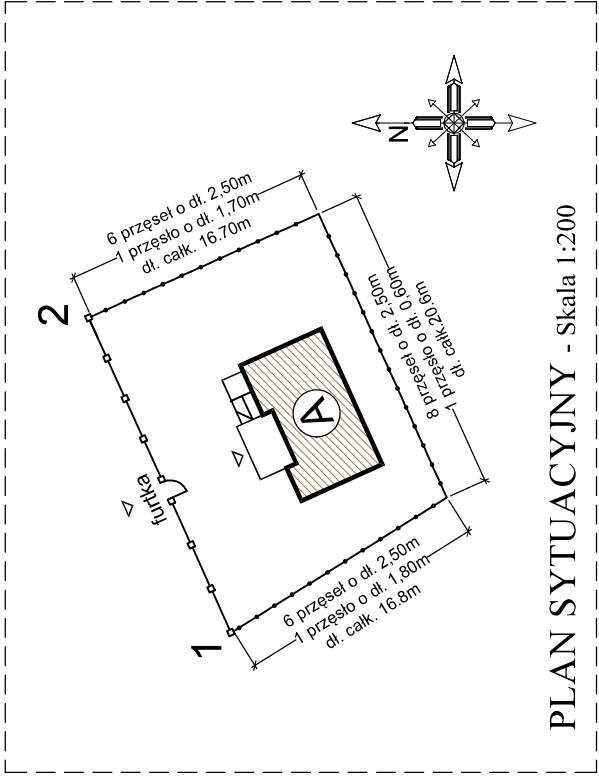 PLAN SYTUACYJNY - Skala 1:200
N
1
2
furtka
A
6 przęseł o dł. 2,50m
1 przęsło o dł. 1,70m
dł. całk. 16.70m
8 przęseł o dł. 2,50m
1 przęsło o dł. 0,60m
dł. całk.20.6m
6 przęseł o dł. 2,50m
1 przęsło o dł. 1,80m
dł. całk. 16.8m